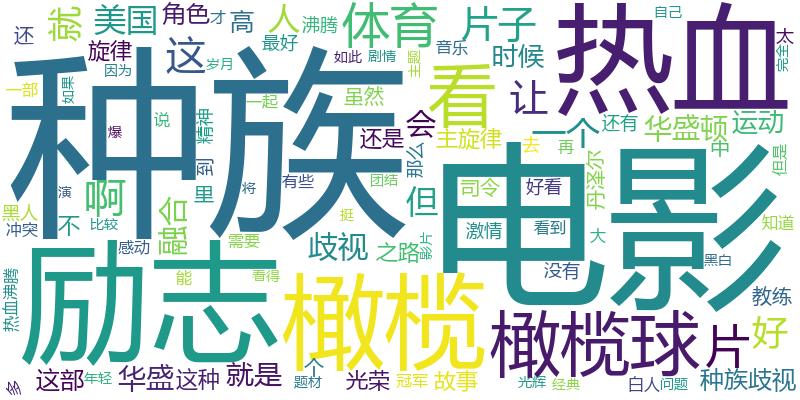 还
就
美国
角色
才
高
沸腾
人
体育
片子
热血
自己
太
完全
旋律
因为
这
岁月
最好
如此
剧情
音乐
主题
时候
看
让
一部
如果
种族
一起
虽然
爆
说
精神
还是
会
主旋律
一个
还有
华盛顿
运动
去
再
中
但是
那么
到
啊
黑人
冲突
演
不
比较
融合
里
将
有些
团结
但
司令
好看
丹泽尔
电影
挺
歧视
之路
影片
激情
看到
大
没有
黑白
知道
感动
需要
能
看得
热血沸腾
励志
橄榄
橄榄球
片
好
教练
多
这部
年轻
华盛
这种
就是
个
题材
光荣
冠军
故事
光辉
经典
白人
问题
种族歧视